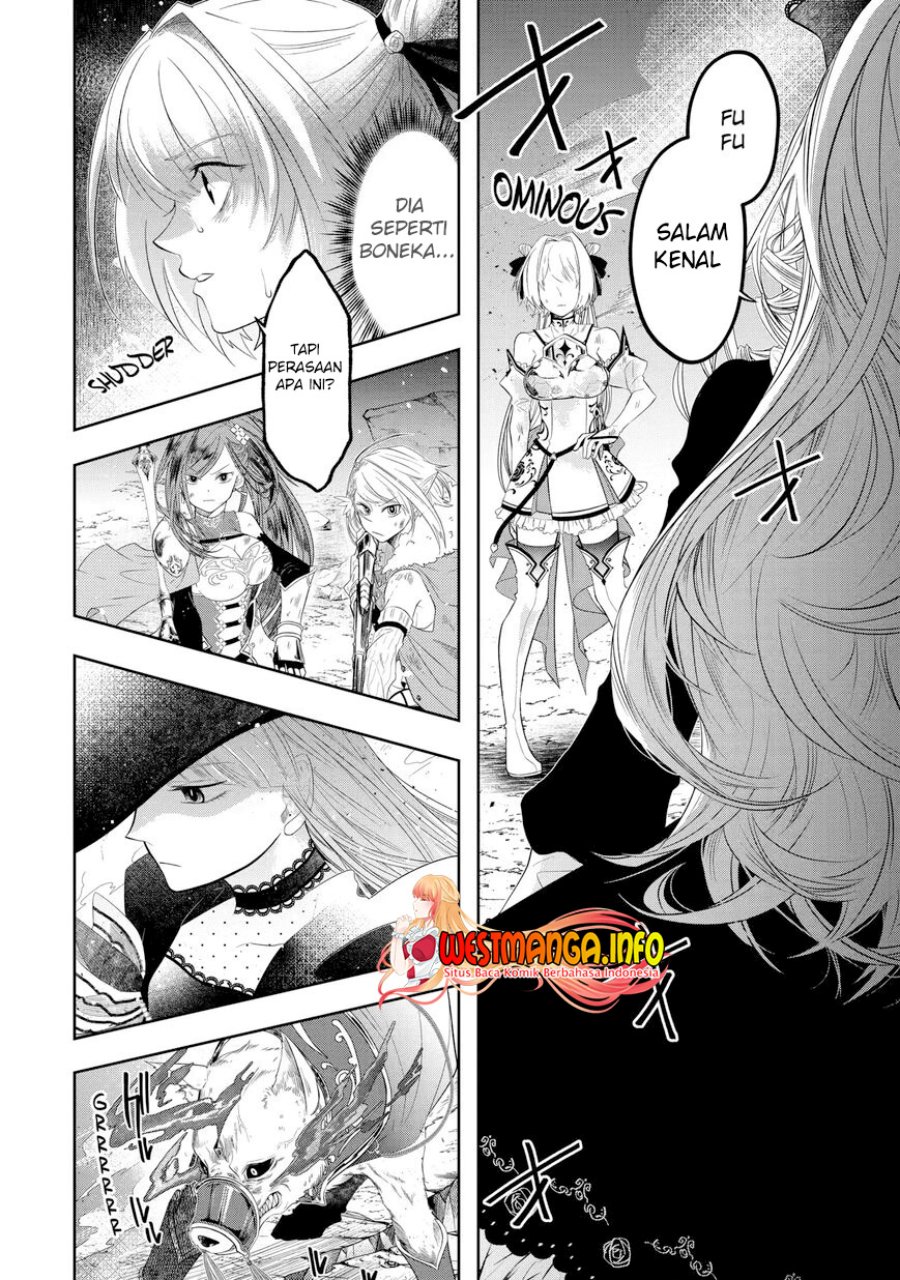 FU
FU
SALAM
KENAL
OMINOUS
DIA
SEPERTI
BONEKA...
SHUDDER
TAPI
PERASAAN
APA INI?
WESTMANGA.INFO
Situs Baca Komik Berbahasa Indonesia
GRRRRRR